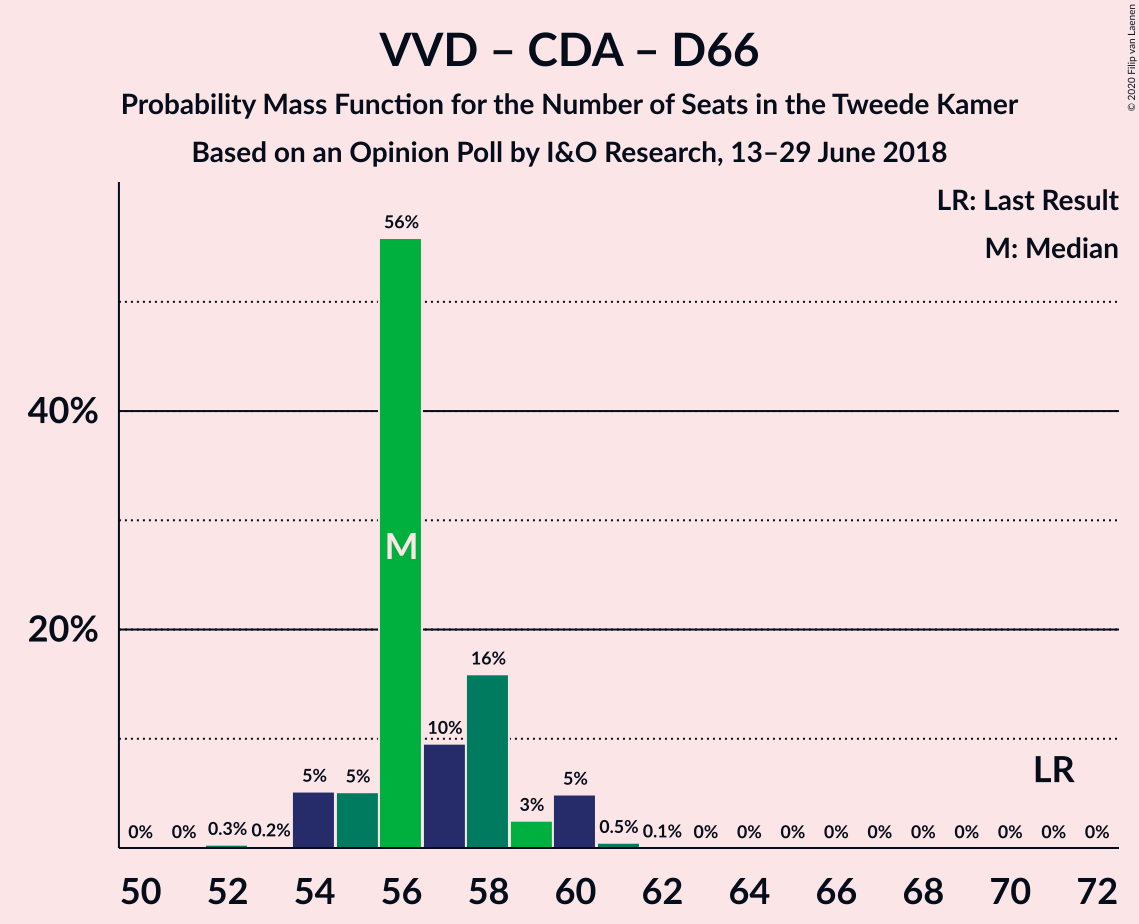 VVD – CDA – D66
Probability Mass Function for the Number of Seats in the Tweede Kamer
Based on an Opinion Poll by I&O Research, 13–29 June 2018
© 2020 Filip van Laenen
LR: Last Result
M: Median
40%
20%
0% 0% 0.3% 0.2% 5% 5% 56% 10% 16% 3% 5% 0.5% 0.1% 0% 0% 0% 0% 0% 0% 0% 0% 0% 0%
M
LR
50 52 54 56 58 60 62 64 66 68 70 72